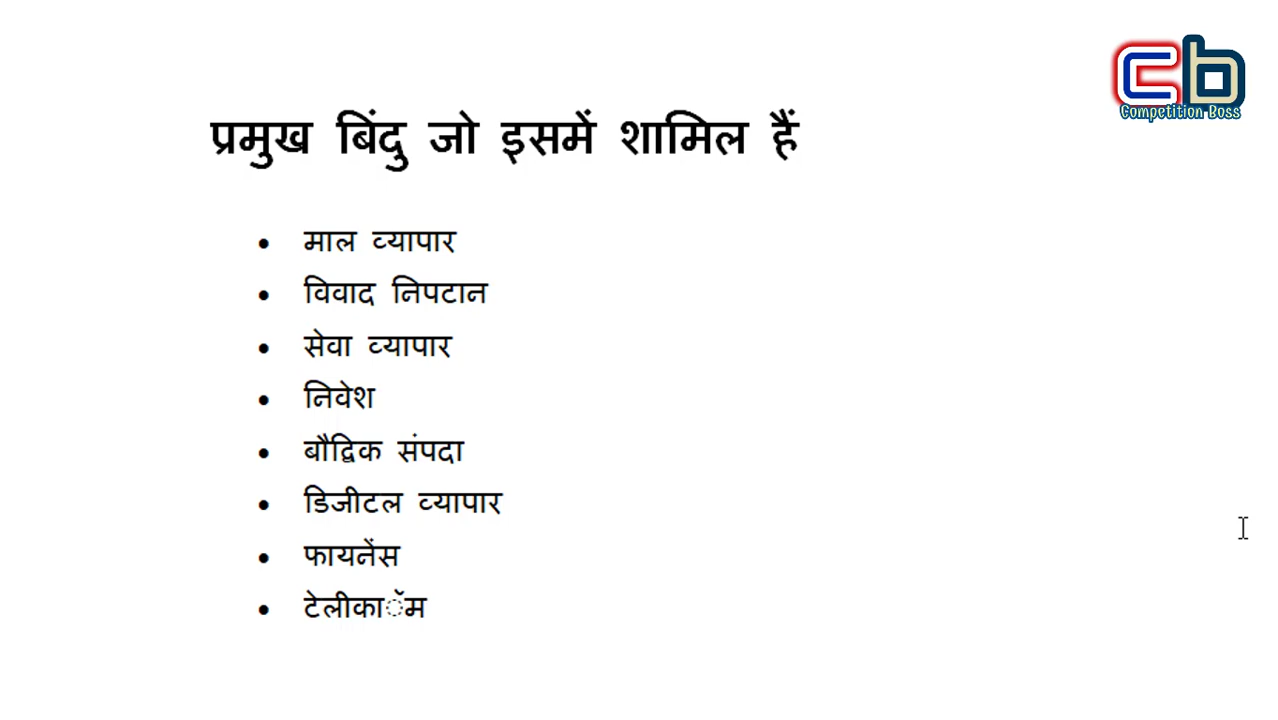 Competition Boss
प्रमुख बिंदु जो इसमें शामिल हैं
• माल व्यापार
• विवाद निपटान
• सेवा व्यापार
• निवेश
• बौद्विक संपदा
• डिजीटल व्यापार
• फायनेंस
• टेलीकाॅम